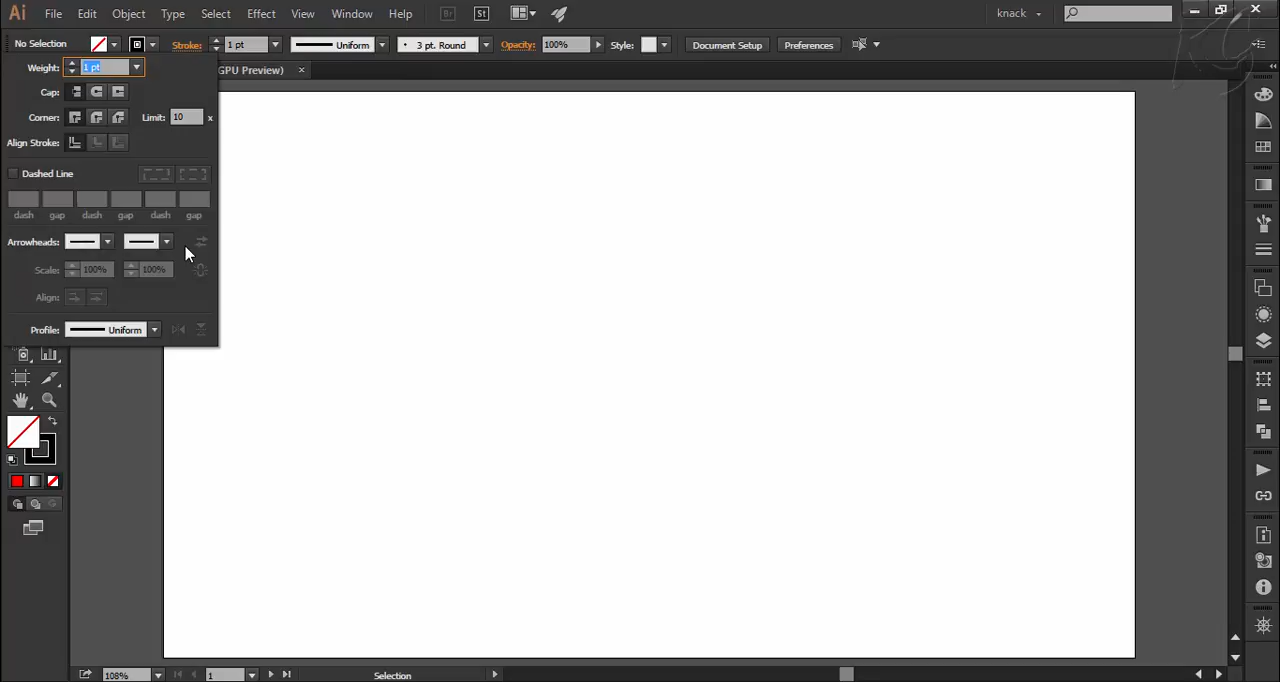 Ai File Edit Object Type Select Effect View Window Help Br St knack
No Selection Stroke: 1 pt Uniform 3 pt. Round Opacity: 100% Style: Document Setup Preferences
Weight: 1 pt GPU Preview) ×
Cap:
Corner: Limit: 10 x
Align Stroke:
Dashed Line
dash gap dash gap dash gap
Arrowheads:
Scale: 100% 100%
Align:
Profile: Uniform
108% 1 Selection